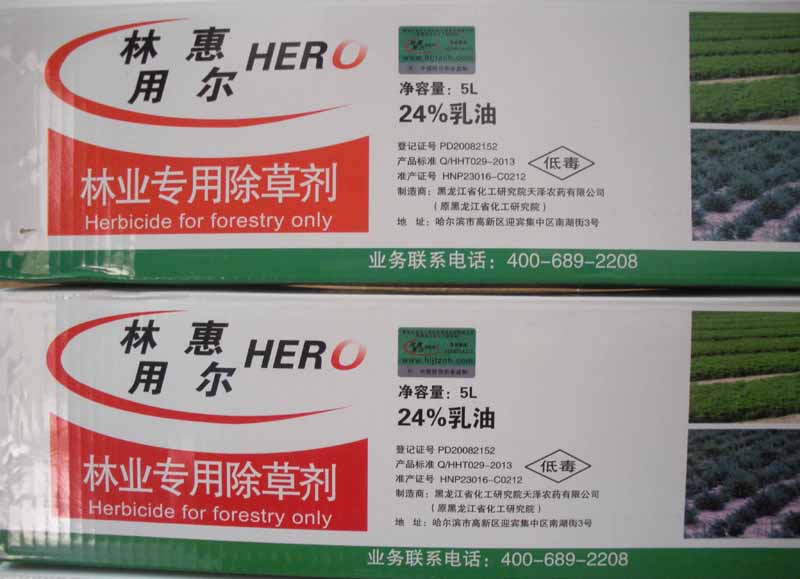 林 惠
用 尔
HERO
www.hljtznh.com
净容量：5L
24%乳油
登记证号 PD20082152
产品标准 Q/HHT029-2013
准产证号 HNP23016-C0212
低毒
制造商：黑龙江省化工研究院天泽农药有限公司
（原黑龙江省化工研究院）
地 址：哈尔滨市高新区迎宾集中区南湖街3号
林业专用除草剂
Herbicide for forestry only
业务联系电话：400-689-2208
林 惠
用 尔
HERO
www.hljtznh.com
净容量：5L
24%乳油
登记证号 PD20082152
产品标准 Q/HHT029-2013
准产证号 HNP23016-C0212
低毒
制造商：黑龙江省化工研究院天泽农药有限公司
（原黑龙江省化工研究院）
地 址：哈尔滨市高新区迎宾集中区南湖街3号
林业专用除草剂
Herbicide for forestry only
业务联系电话：400-689-2208